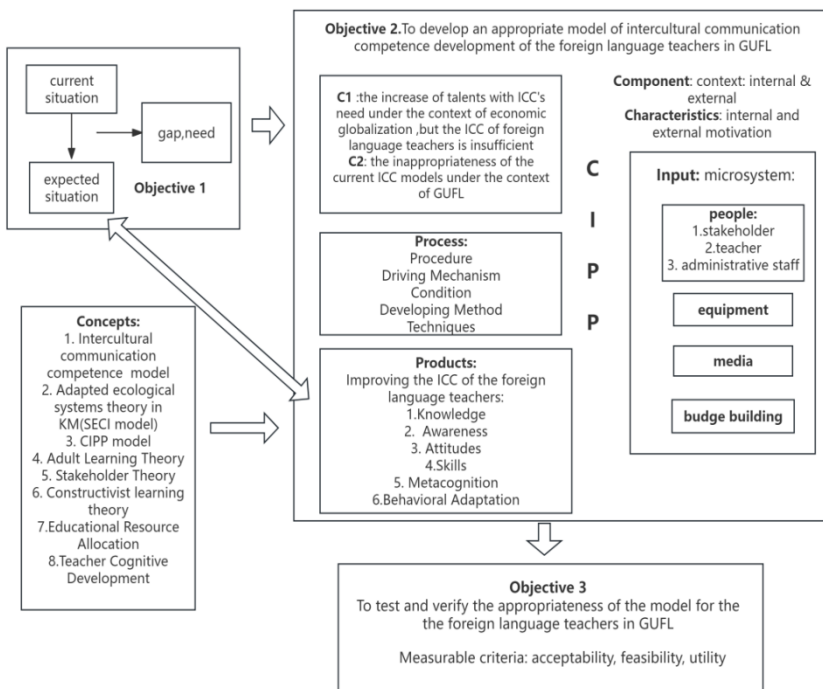 current
situation
gap,need
expected
situation
Objective 1
Concepts:
1. Intercultural
communication
competence model
2. Adapted ecological
systems theory in
KM(SECI model)
3. CIPP model
4. Adult Learning Theory
5. Stakeholder Theory
6. Constructivist learning
theory
7.Educational Resource
Allocation
8.Teacher Cognitive
Development
Objective 2.To develop an appropriate model of intercultural communication
competence development of the foreign language teachers in GUFL
C1 :the increase of talents with ICC's
need under the context of economic
globalization ,but the ICC of foreign
language teachers is insufficient
C2: the inappropriateness of the
current ICC models under the context
of GUFL
Process:
Procedure
Driving Mechanism
Condition
Developing Method
Techniques
Products:
Improving the ICC of the foreign
language teachers:
1.Knowledge
2. Awareness
3. Attitudes
4.Skills
5. Metacognition
6.Behavioral Adaptation
C
I
P
P
Component: context: internal &
external
Characteristics: internal and
external motivation
Input: microsystem:
people:
1.stakeholder
2.teacher
3. administrative staff
equipment
media
budge building
Objective 3
To test and verify the appropriateness of the model for the
the foreign language teachers in GUFL
Measurable criteria: acceptability, feasibility, utility